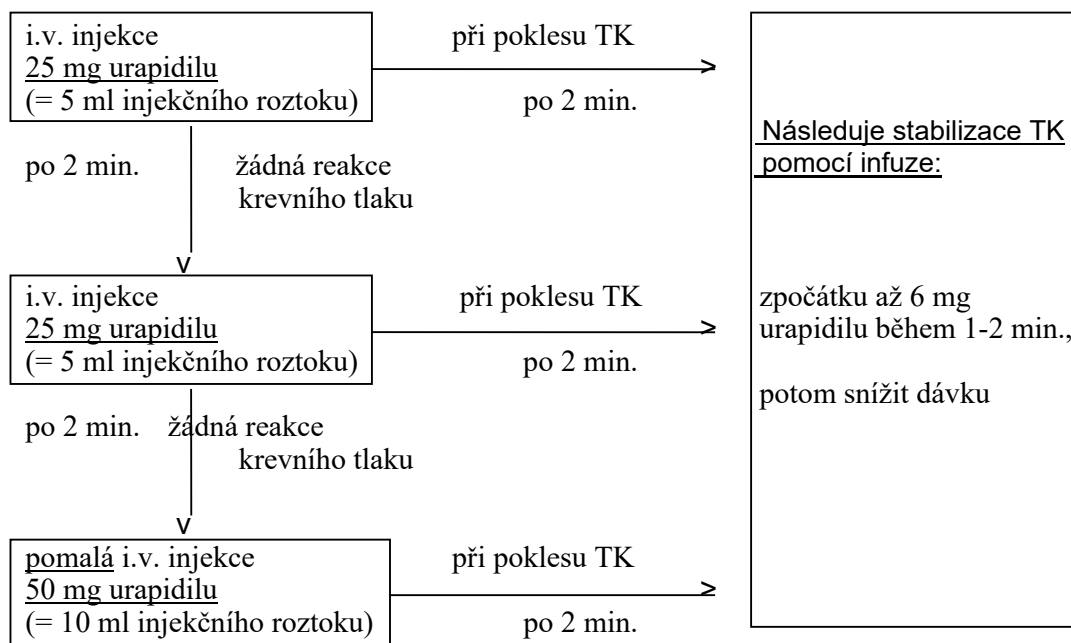 i.v. injekce
25 mg urapidilu
(= 5 ml injekčního roztoku)
při poklesu TK
po 2 min.
po 2 min.
žádná reakce
krevního tlaku
i.v. injekce
25 mg urapidilu
(= 5 ml injekčního roztoku)
při poklesu TK
po 2 min.
po 2 min.
žádná reakce
krevního tlaku
pomalá i.v. injekce
50 mg urapidilu
(= 10 ml injekčního roztoku)
při poklesu TK
po 2 min.
Následuje stabilizace TK
pomocí infuze:
zpočátku až 6 mg
urapidilu během 1-2 min.,
potom snížit dávku